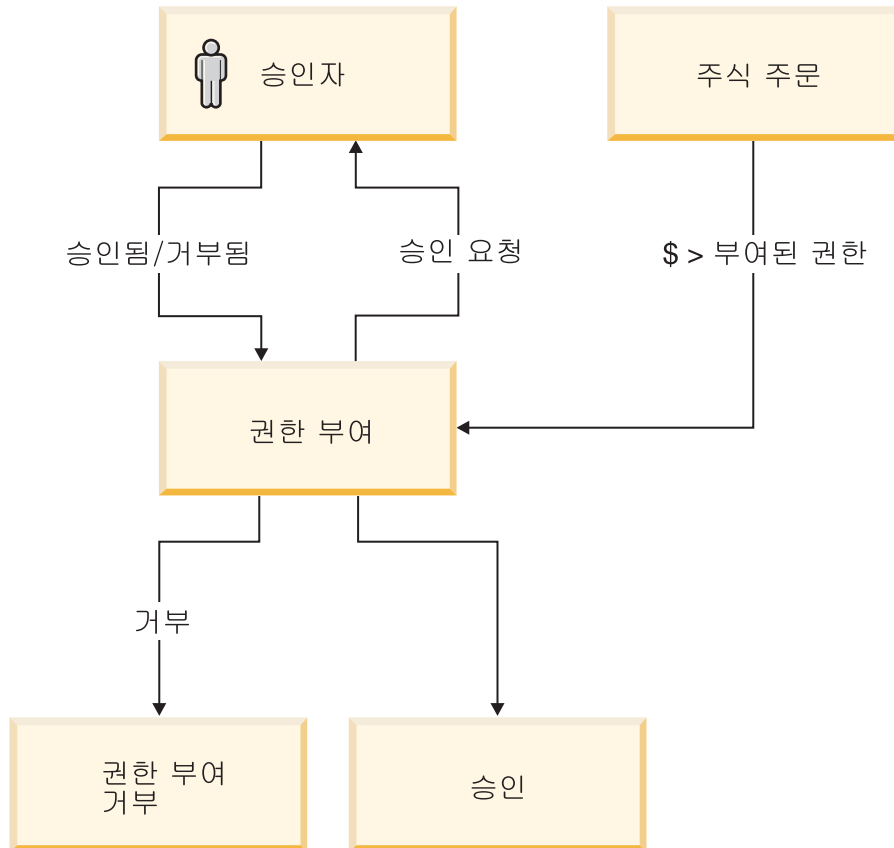 승인자
주식 주문
승인됨/거부됨
승인 요청
$ > 부여된 권한
권한 부여
거부
권한 부여
거부
승인